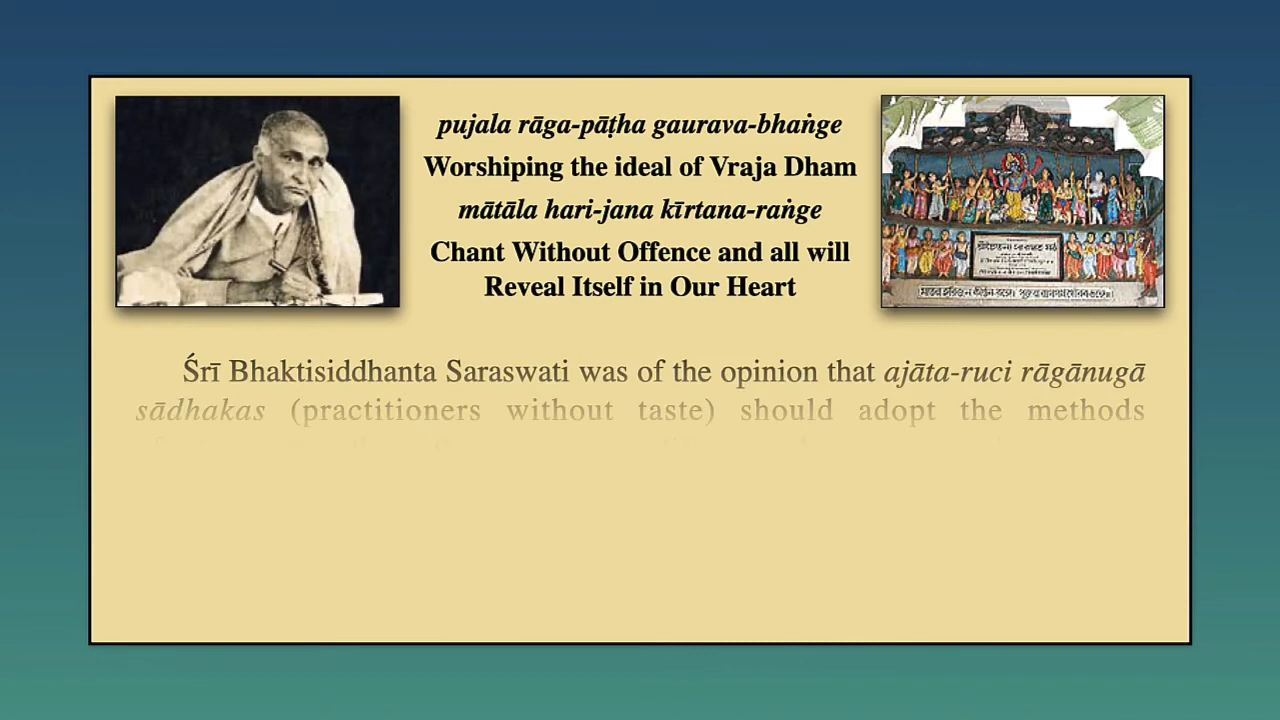 pujala rāga-pāṭha gaurava-bhaṅge
Worshiping the ideal of Vraja Dham
mātāla hari-jana kīrtana-raṅge
Chant Without Offence and all will
Reveal Itself in Our Heart
Śrī Bhaktisiddhanta Saraswati was of the opinion that ajāta-ruci rāgānugā
sādhakas (practitioners without taste) should adopt the methods